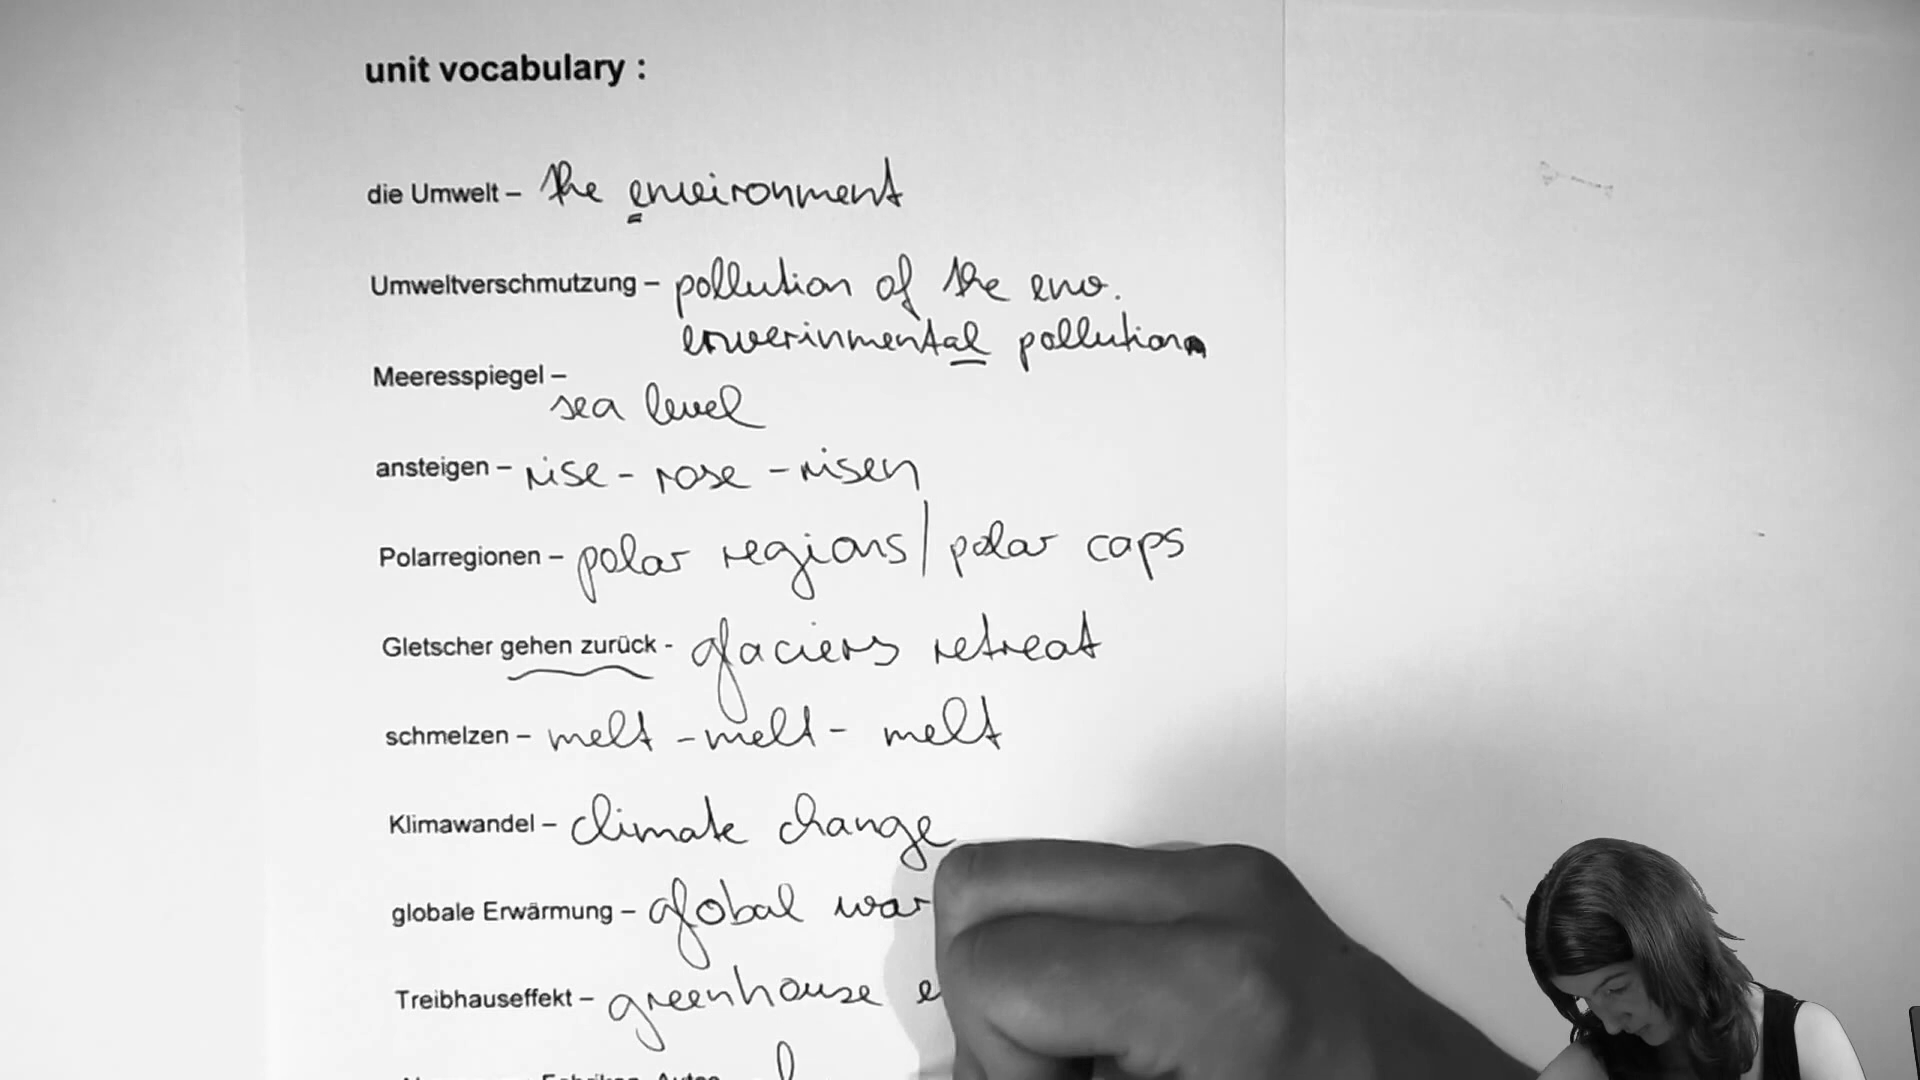 unit vocabulary :
die Umwelt – the environment
Umweltverschmutzung – pollution of the env.
enverinmental pollution
Meeresspiegel –
sea level
ansteigen – rise - rose - risen
Polarregionen – polar regions / polar caps
Gletscher gehen zurück - glaciers retreat
schmelzen – melt - melt - melt
Klimawandel – climate change
globale Erwärmung – global war
Treibhauseffekt – greenhouse e